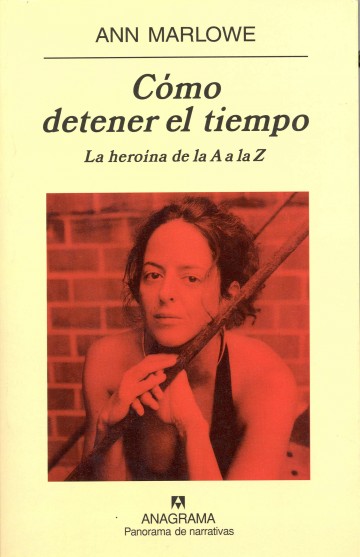 ANN MARLOWE
Cómo
detener el tiempo
La heroína de la A a la Z
ANAGRAMA
Panorama de narrativas